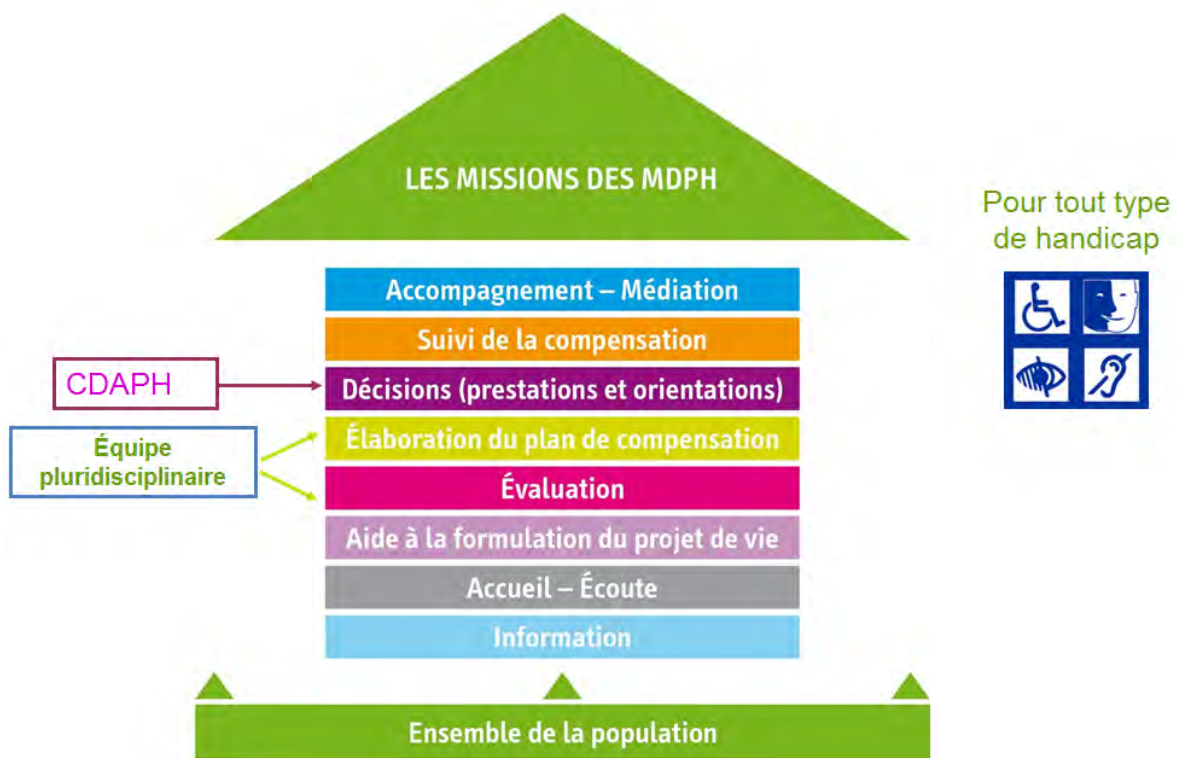 LES MISSIONS DES MDPH
Pour tout type
de handicap
Accompagnement – Médiation
Suivi de la compensation
CDAPH
Décisions (prestations et orientations)
Équipe
pluridisciplinaire
Élaboration du plan de compensation
Évaluation
Aide à la formulation du projet de vie
Accueil – Écoute
Information
Ensemble de la population